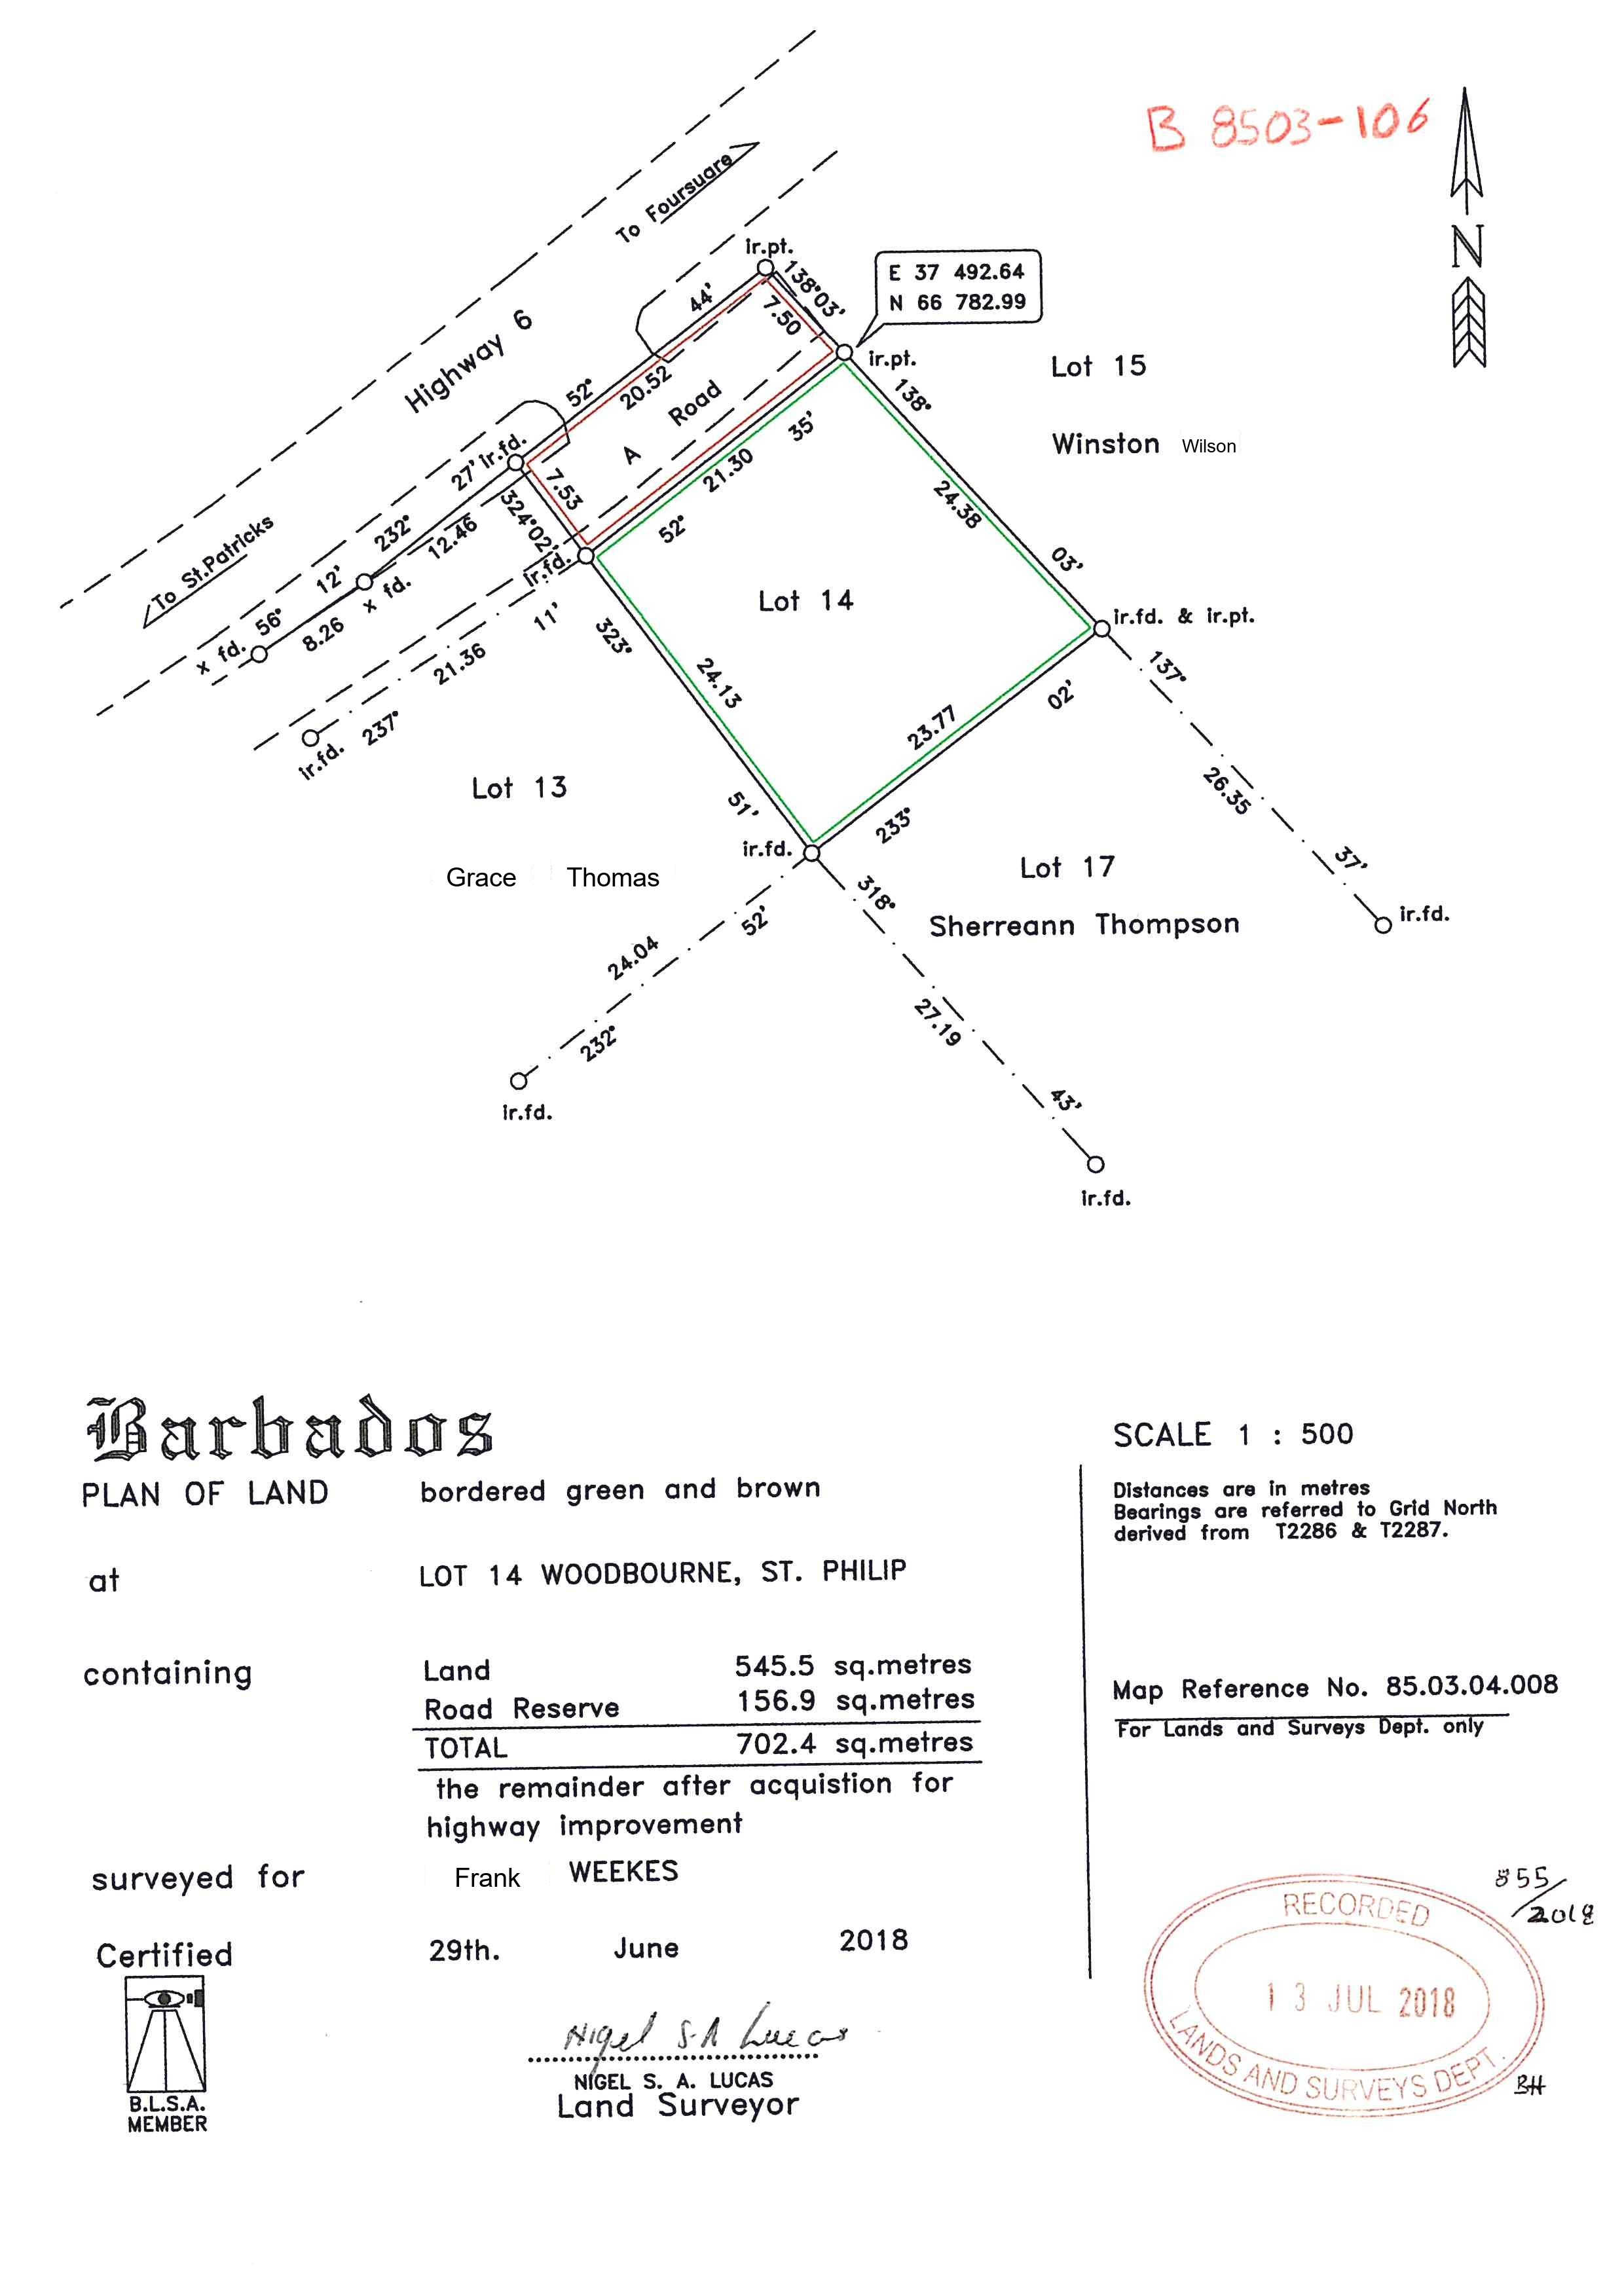 B 8503-106
To Foursuare
Highway 6
To St.Patricks
N
ir.pt.
138°03'
7.50
44'
20.52
52°
A Road
E 37 492.64
N 66 782.99
ir.pt.
Lot 15
Winston Wilson
138°
24.38
03'
ir.fd. & ir.pt.
35'
21.30
52°
ir.fd.
27'
232°
12.46
7.53
324°02'
ir.fd.
12'
x fd.
56°
8.26
x fd.
11'
21.36
237°
ir.fd.
Lot 14
323°
24.13
51'
Lot 13
Grace Thomas
ir.fd.
23.77
02'
233°
137°
26.35
37'
ir.fd.
Lot 17
Sherreann Thompson
318°
27.19
43'
ir.fd.
52'
24.04
232°
ir.fd.
Barbados
PLAN OF LAND bordered green and brown
at LOT 14 WOODBOURNE, ST. PHILIP
containing Land 545.5 sq.metres
Road Reserve 156.9 sq.metres
TOTAL 702.4 sq.metres
the remainder after acquistion for
highway improvement
surveyed for Frank WEEKES
Certified 29th. June 2018
B.L.S.A.
MEMBER
Nigel S.A Lucas
NIGEL S. A. LUCAS
Land Surveyor
SCALE 1 : 500
Distances are in metres
Bearings are referred to Grid North
derived from T2286 & T2287.
Map Reference No. 85.03.04.008
For Lands and Surveys Dept. only
855/2018
RECORDED
13 JUL 2018
LANDS AND SURVEYS DEPT.
BH